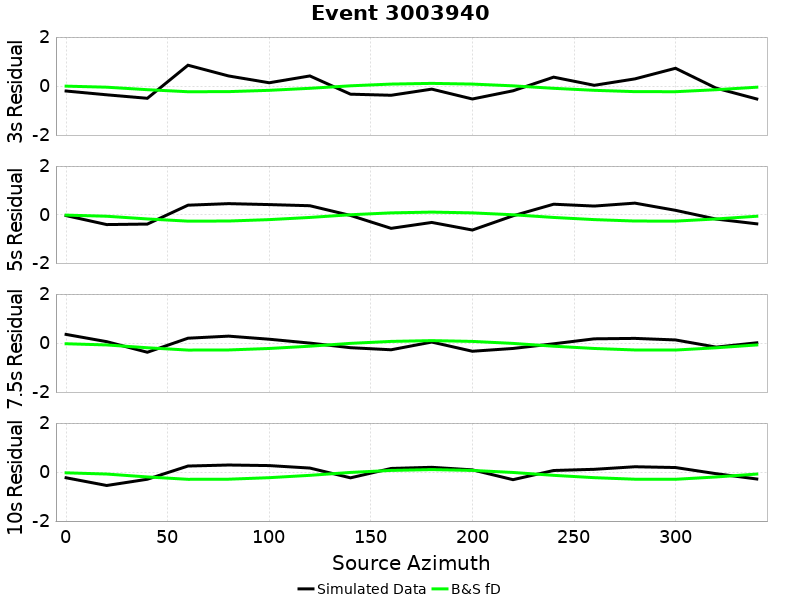 Event 3003940
3s Residual
2
0
-2
5s Residual
2
0
-2
7.5s Residual
2
0
-2
10s Residual
2
0
-2
0 50 100 150 200 250 300
Source Azimuth
Simulated Data B&S fD